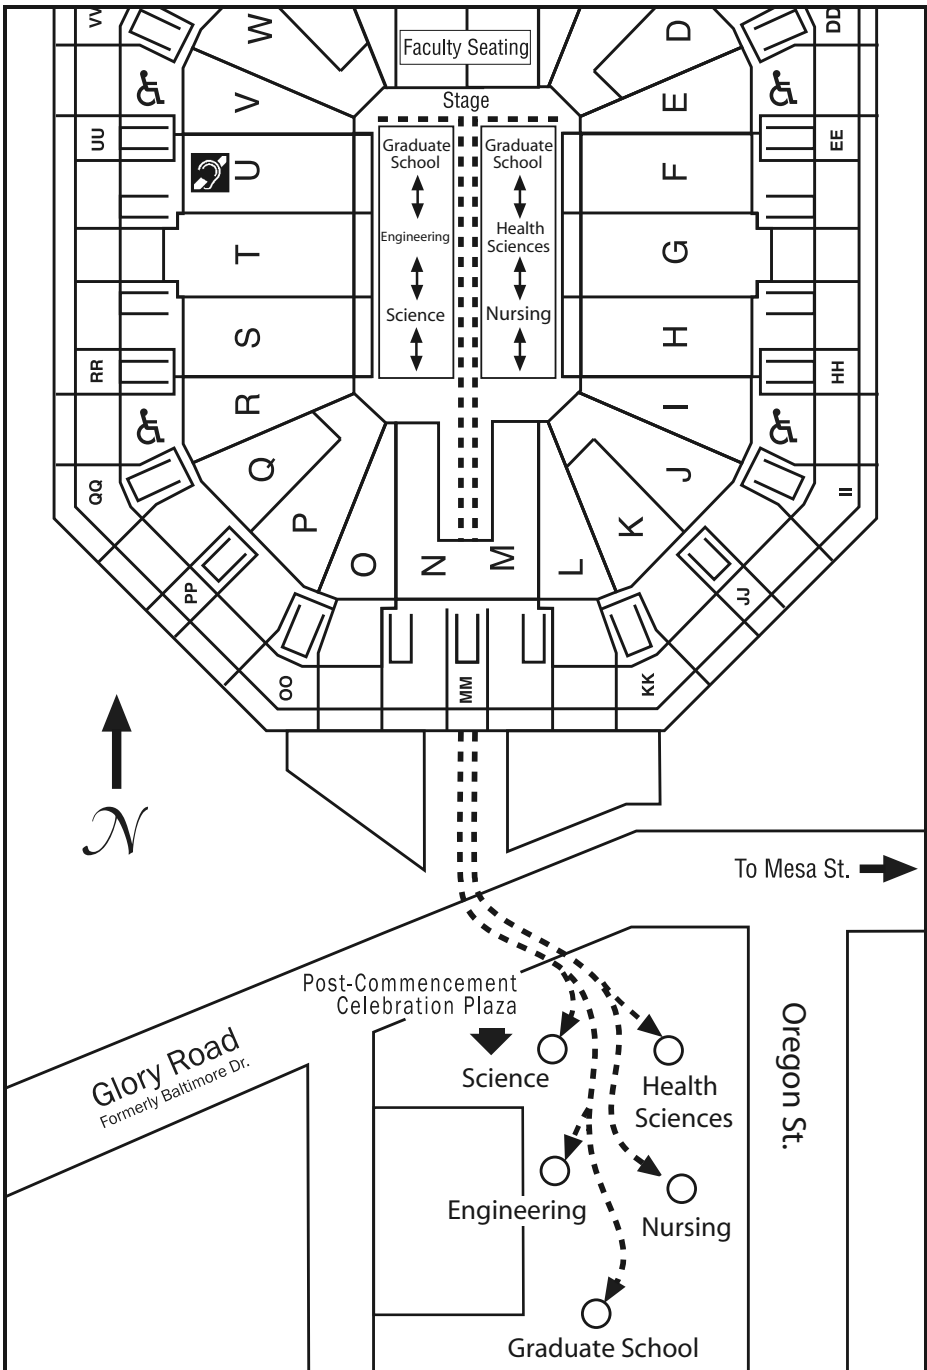 VV
W
Faculty Seating
D
DD
Stage
V
E
UU
EE
Graduate
School
Graduate
School
U
F
Engineering
Health
Sciences
T
G
Science
Nursing
S
H
RR
HH
R
I
Q
J
QQ
II
P
K
O
N
M
L
PP
JJ
OO
MM
KK
N
To Mesa St.
Post-Commencement
Celebration Plaza
Glory Road
Formerly Baltimore Dr.
Oregon St.
Science
Health
Sciences
Engineering
Nursing
Graduate School